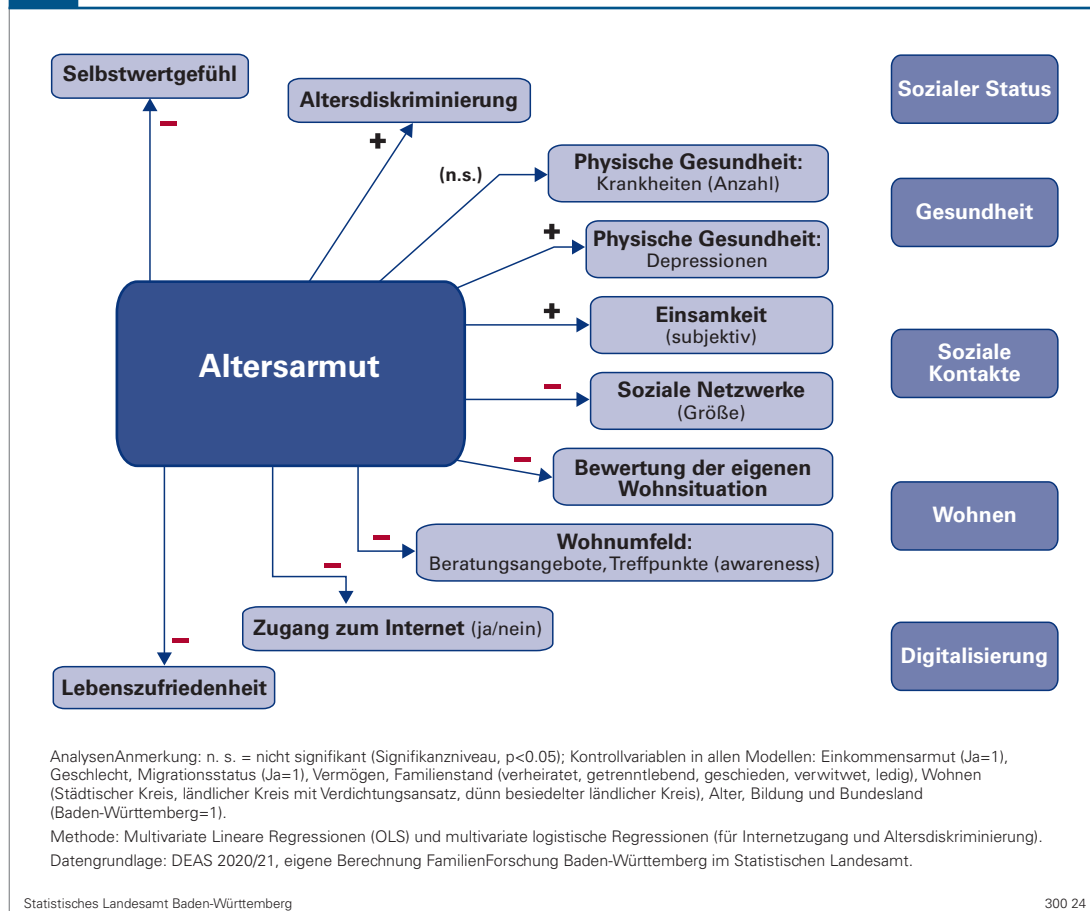 Selbstwertgefühl
Altersdiskriminierung
Sozialer Status
(n.s.)
Physische Gesundheit:
Krankheiten (Anzahl)
Gesundheit
Physische Gesundheit:
Depressionen
Einsamkeit
(subjektiv)
Altersarmut
Soziale
Kontakte
Soziale Netzwerke
(Größe)
Bewertung der eigenen
Wohnsituation
Wohnen
Wohnumfeld:
Beratungsangebote, Treffpunkte (awareness)
Zugang zum Internet (ja/nein)
Digitalisierung
Lebenszufriedenheit
AnalysenAnmerkung: n. s. = nicht signifikant (Signifikanzniveau, p<0.05); Kontrollvariablen in allen Modellen: Einkommensarmut (Ja=1),
Geschlecht, Migrationsstatus (Ja=1), Vermögen, Familienstand (verheiratet, getrenntlebend, geschieden, verwitwet, ledig), Wohnen
(Städtischer Kreis, ländlicher Kreis mit Verdichtungsansatz, dünn besiedelter ländlicher Kreis), Alter, Bildung und Bundesland
(Baden-Württemberg=1).
Methode: Multivariate Lineare Regressionen (OLS) und multivariate logistische Regressionen (für Internetzugang und Altersdiskriminierung).
Datengrundlage: DEAS 2020/21, eigene Berechnung FamilienForschung Baden-Württemberg im Statistischen Landesamt.
Statistisches Landesamt Baden-Württemberg
300 24